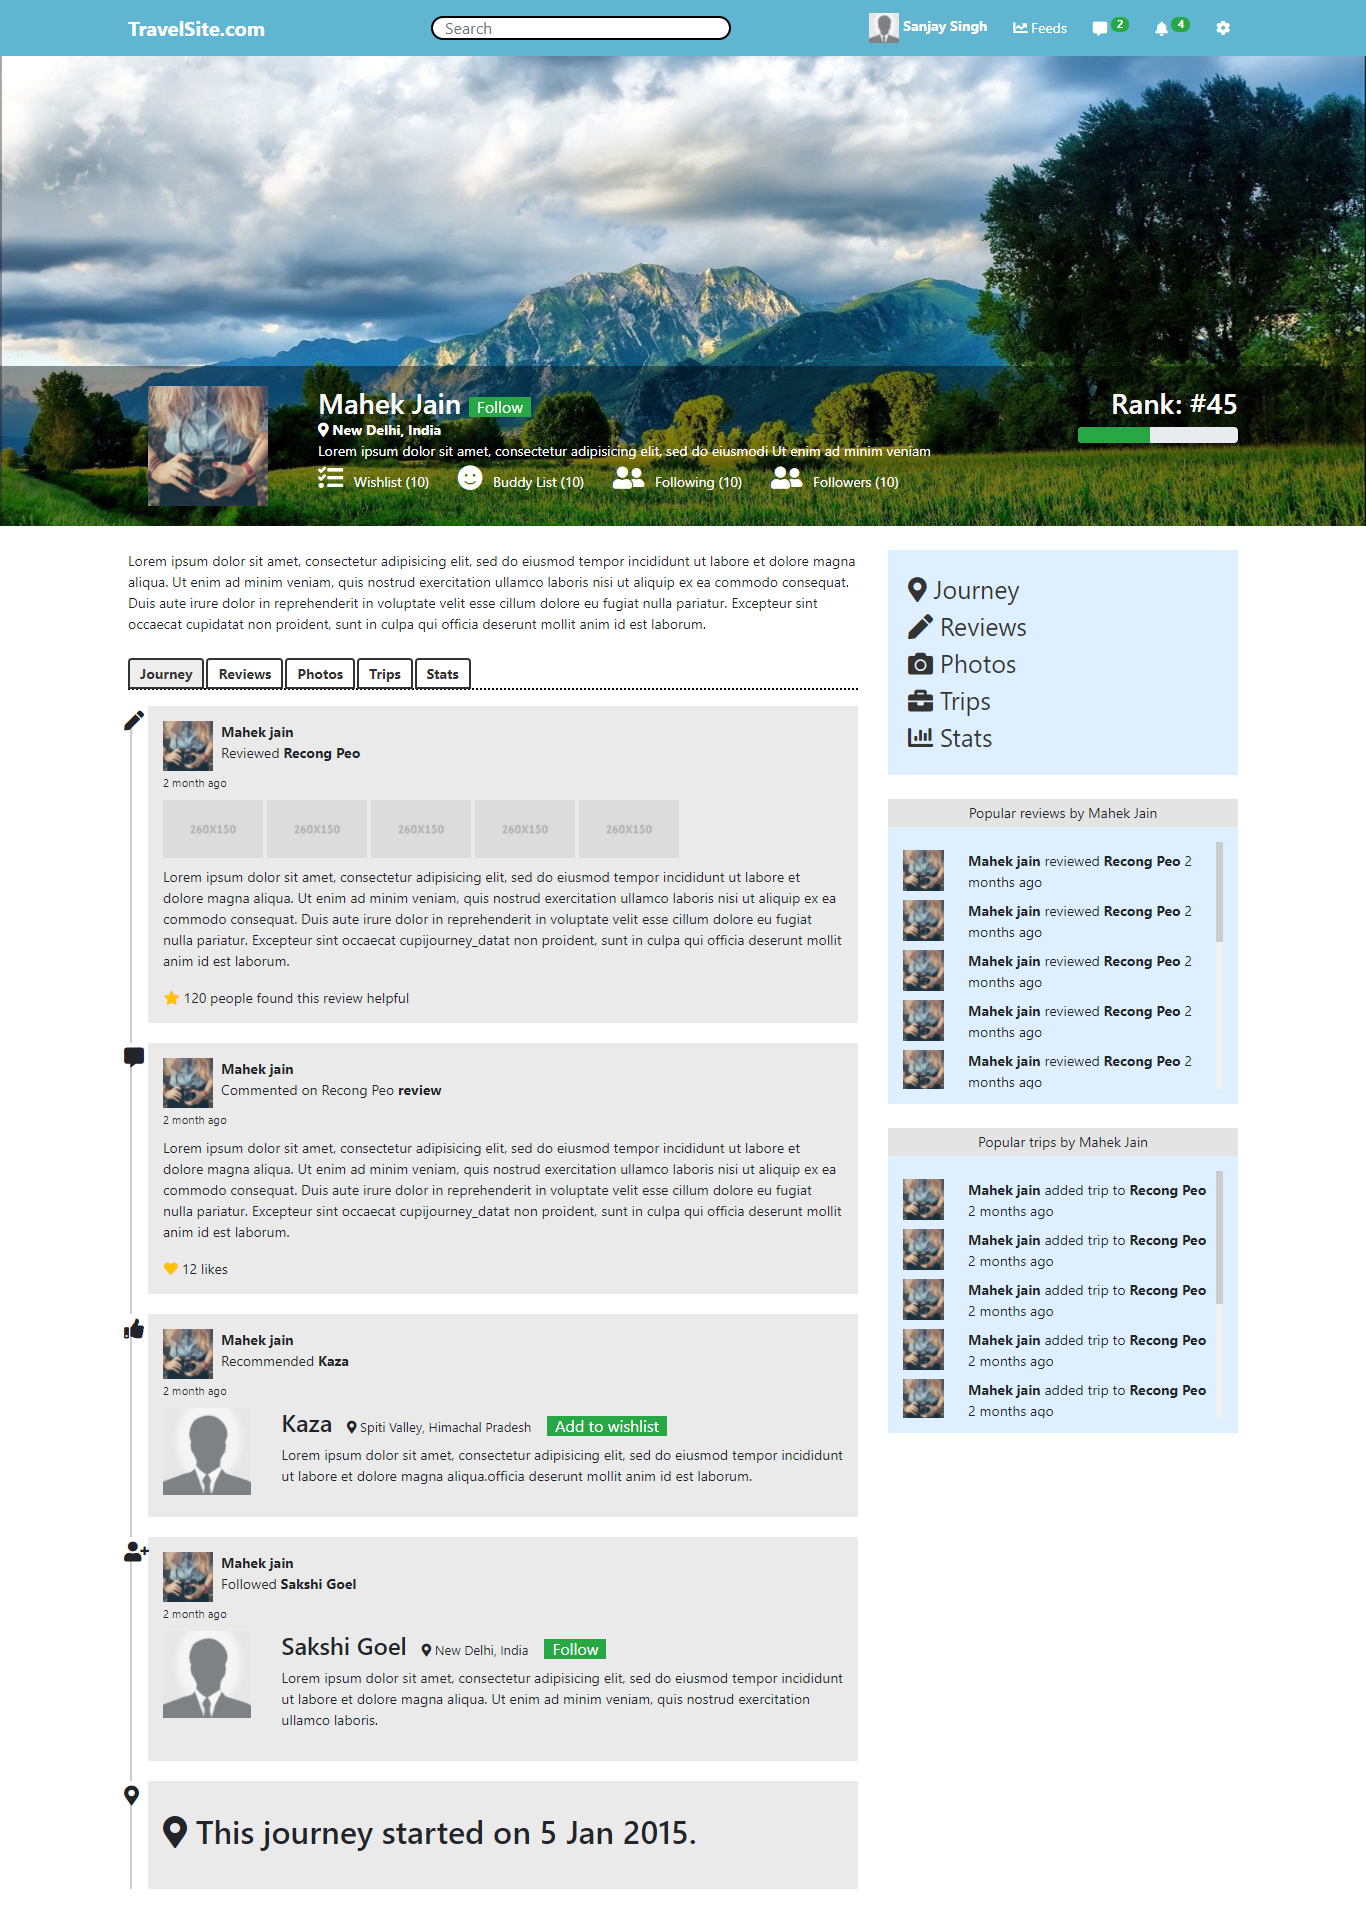 TravelSite.com
Search
Sanjay Singh
Feeds
2
4
Mahek Jain Follow
New Delhi, India
Lorem ipsum dolor sit amet, consectetur adipisicing elit, sed do eiusmodi Ut enim ad minim veniam
Wishlist (10) Buddy List (10) Following (10) Followers (10)
Rank: #45
Lorem ipsum dolor sit amet, consectetur adipisicing elit, sed do eiusmod tempor incididunt ut labore et dolore magna
aliqua. Ut enim ad minim veniam, quis nostrud exercitation ullamco laboris nisi ut aliquip ex ea commodo consequat.
Duis aute irure dolor in reprehenderit in voluptate velit esse cillum dolore eu fugiat nulla pariatur. Excepteur sint
occaecat cupidatat non proident, sunt in culpa qui officia deserunt mollit anim id est laborum.
Journey Reviews Photos Trips Stats
Mahek jain
Reviewed Recong Peo
2 month ago
260X150 260X150 260X150 260X150 260X150
Lorem ipsum dolor sit amet, consectetur adipisicing elit, sed do eiusmod tempor incididunt ut labore et
dolore magna aliqua. Ut enim ad minim veniam, quis nostrud exercitation ullamco laboris nisi ut aliquip ex ea
commodo consequat. Duis aute irure dolor in reprehenderit in voluptate velit esse cillum dolore eu fugiat
nulla pariatur. Excepteur sint occaecat cupijourney_datat non proident, sunt in culpa qui officia deserunt mollit
anim id est laborum.
120 people found this review helpful
Mahek jain
Commented on Recong Peo review
2 month ago
Lorem ipsum dolor sit amet, consectetur adipisicing elit, sed do eiusmod tempor incididunt ut labore et
dolore magna aliqua. Ut enim ad minim veniam, quis nostrud exercitation ullamco laboris nisi ut aliquip ex ea
commodo consequat. Duis aute irure dolor in reprehenderit in voluptate velit esse cillum dolore eu fugiat
nulla pariatur. Excepteur sint occaecat cupijourney_datat non proident, sunt in culpa qui officia deserunt mollit
anim id est laborum.
12 likes
Mahek jain
Recommended Kaza
2 month ago
Kaza Spiti Valley, Himachal Pradesh Add to wishlist
Lorem ipsum dolor sit amet, consectetur adipisicing elit, sed do eiusmod tempor incididunt
ut labore et dolore magna aliqua.officia deserunt mollit anim id est laborum.
Mahek jain
Followed Sakshi Goel
2 month ago
Sakshi Goel New Delhi, India Follow
Lorem ipsum dolor sit amet, consectetur adipisicing elit, sed do eiusmod tempor incididunt
ut labore et dolore magna aliqua. Ut enim ad minim veniam, quis nostrud exercitation
ullamco laboris.
This journey started on 5 Jan 2015.
Journey
Reviews
Photos
Trips
Stats
Popular reviews by Mahek Jain
Mahek jain reviewed Recong Peo 2
months ago
Mahek jain reviewed Recong Peo 2
months ago
Mahek jain reviewed Recong Peo 2
months ago
Mahek jain reviewed Recong Peo 2
months ago
Mahek jain reviewed Recong Peo 2
months ago
Popular trips by Mahek Jain
Mahek jain added trip to Recong Peo
2 months ago
Mahek jain added trip to Recong Peo
2 months ago
Mahek jain added trip to Recong Peo
2 months ago
Mahek jain added trip to Recong Peo
2 months ago
Mahek jain added trip to Recong Peo
2 months ago